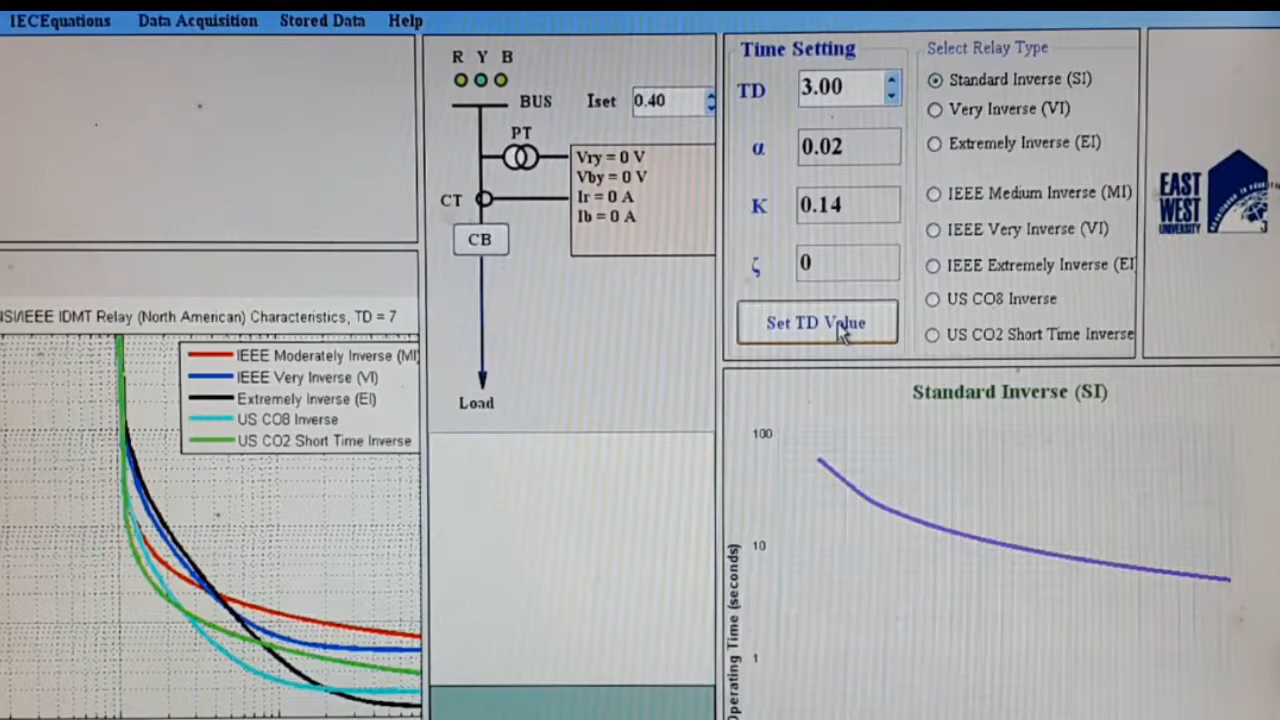 IECEquations Data Acquisition Stored Data Help
R Y B
BUS
Iset 0.40
PT
Vry = 0 V
Vby = 0 V
Ir = 0 A
Ib = 0 A
CT
CB
Load
Time Setting
TD 3.00
α 0.02
K 0.14
ζ 0
Set TD Value
Select Relay Type
Standard Inverse (SI)
Very Inverse (VI)
Extremely Inverse (EI)
IEEE Medium Inverse (MI)
IEEE Very Inverse (VI)
IEEE Extremely Inverse (EI
US CO8 Inverse
US CO2 Short Time Inverse
EAST
WEST
UNIVERSITY
NSI/IEEE IDMT Relay (North American) Characteristics, TD = 7
IEEE Moderately Inverse (MI
IEEE Very Inverse (VI)
Extremely Inverse (EI)
US CO8 Inverse
US CO2 Short Time Inverse
Standard Inverse (SI)
100
10
1
Operating Time (seconds)